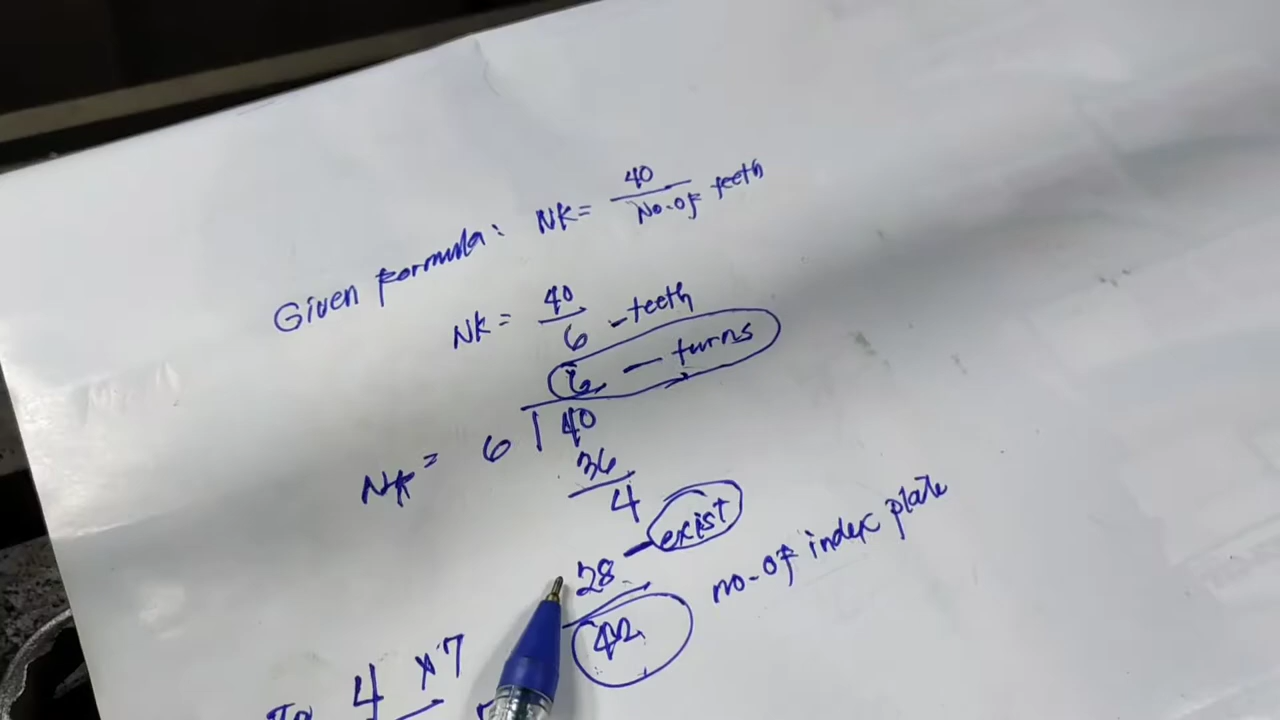 Given formula: NK = 40 / No. of teeth
NK = 40 / 6 - teeth
6 - turns
NK = 6 | 40
36
4
28 - exist
42 no. of index plate
4 x 7